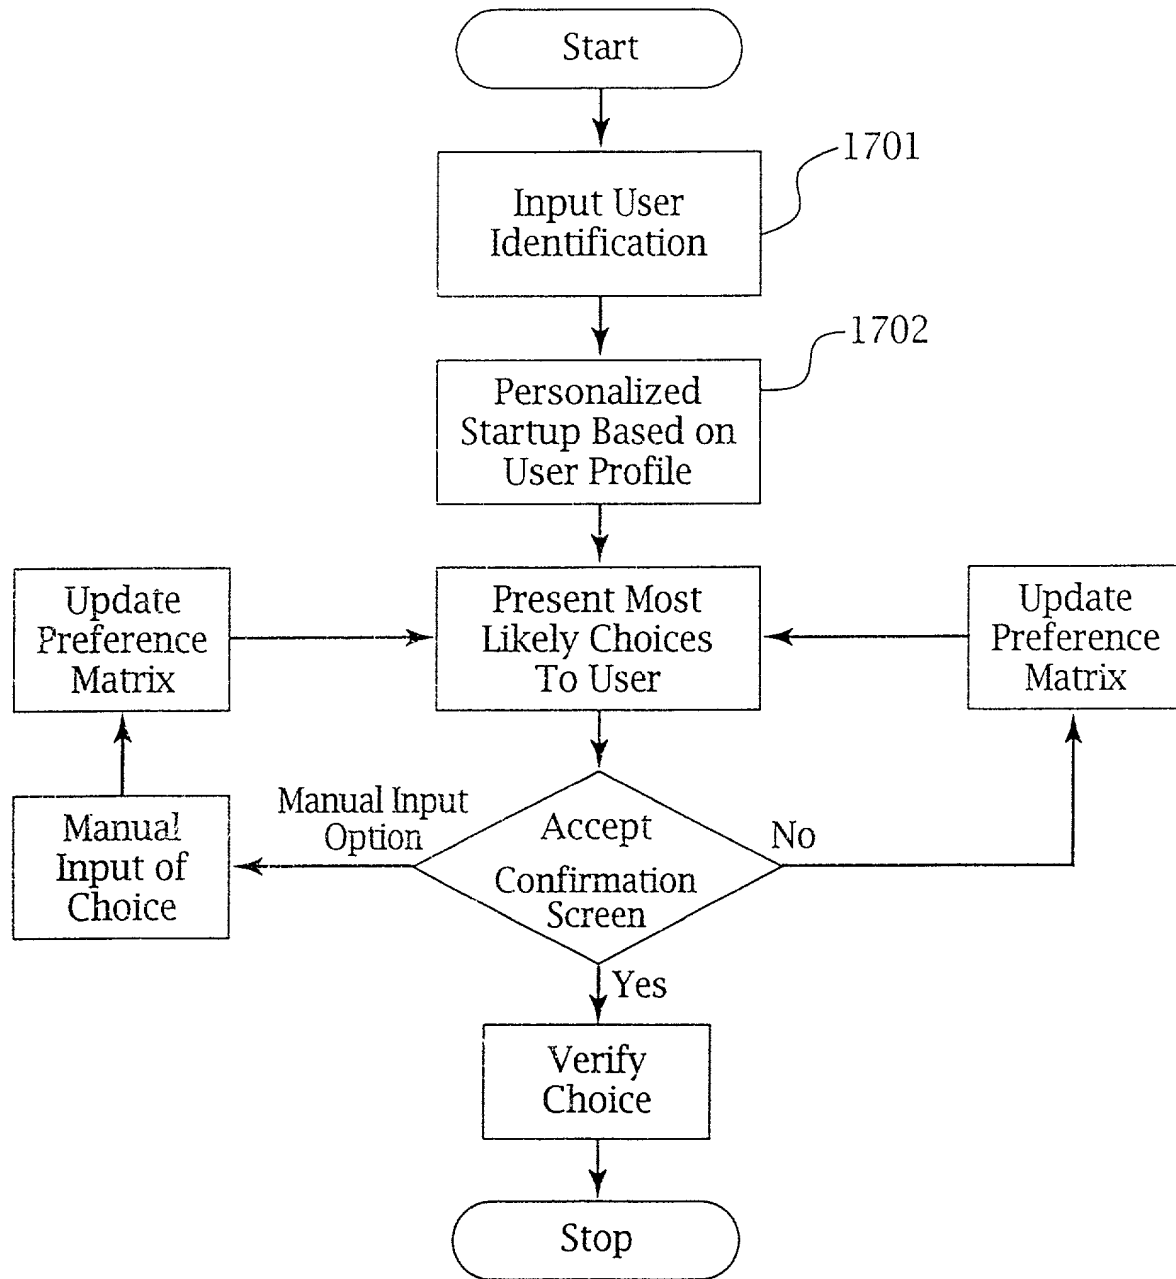 Start
1701
Input User
Identification
1702
Personalized
Startup Based on
User Profile
Update
Preference
Matrix
Present Most
Likely Choices
To User
Update
Preference
Matrix
Manual
Input of
Choice
Manual Input
Option
Accept
Confirmation
Screen
No
Yes
Verify
Choice
Stop